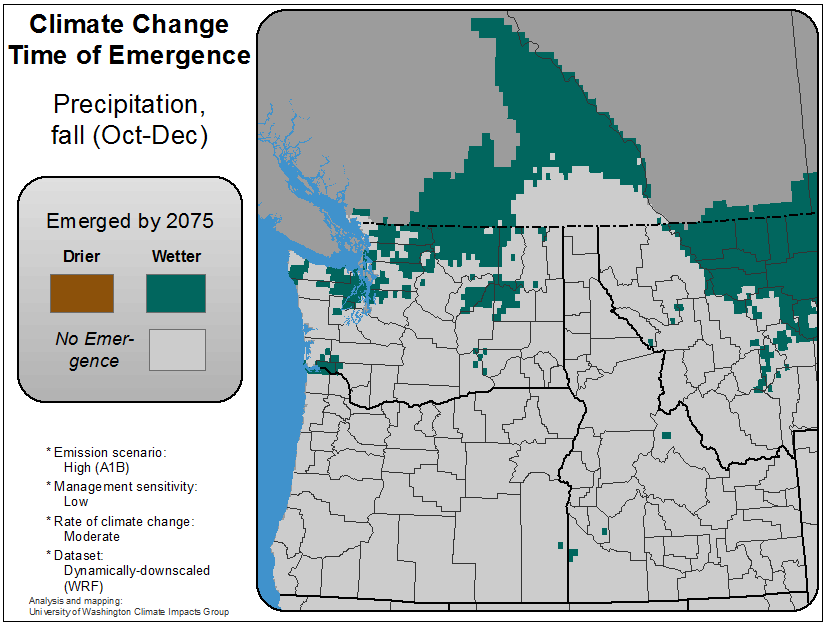 Climate Change
Time of Emergence
Precipitation,
fall (Oct-Dec)
Emerged by 2075
Drier Wetter
No Emer-
gence
* Emission scenario:
High (A1B)
* Management sensitivity:
Low
* Rate of climate change:
Moderate
* Dataset:
Dynamically-downscaled
(WRF)
Analysis and mapping:
University of Washington Climate Impacts Group